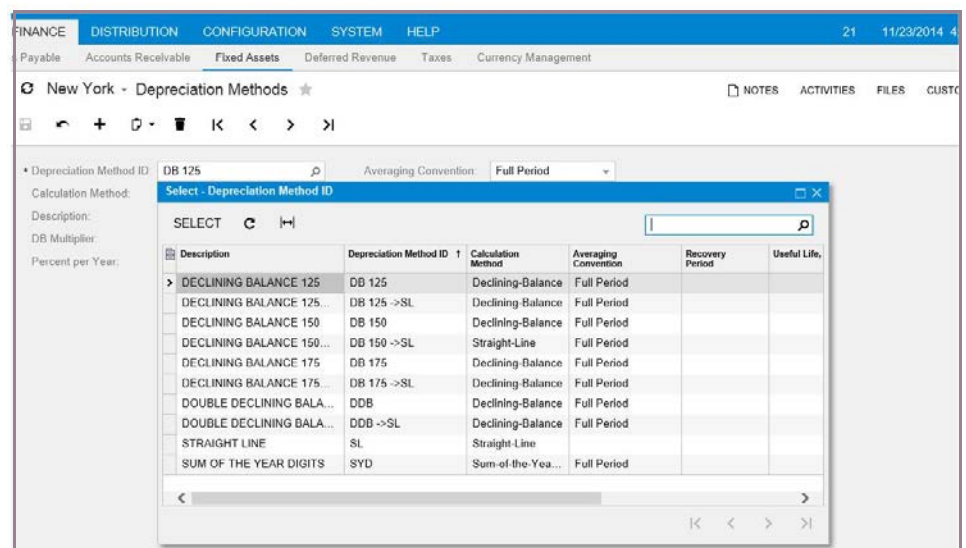 FINANCE DISTRIBUTION CONFIGURATION SYSTEM HELP 21 11/23/2014 4
Payable Accounts Receivable Fixed Assets Deferred Revenue Taxes Currency Management
New York - Depreciation Methods NOTES ACTIVITIES FILES CUSTO
• Depreciation Method ID: DB 125 Averaging Convention: Full Period
Calculation Method:
Description:
DB Multiplier:
Percent per Year:
Select - Depreciation Method ID
SELECT
Description Depreciation Method ID ↑ Calculation Method Averaging Convention Recovery Period Useful Life,
DECLINING BALANCE 125 DB 125 Declining-Balance Full Period
DECLINING BALANCE 125... DB 125 ->SL Declining-Balance Full Period
DECLINING BALANCE 150 DB 150 Declining-Balance Full Period
DECLINING BALANCE 150... DB 150 ->SL Straight-Line Full Period
DECLINING BALANCE 175 DB 175 Declining-Balance Full Period
DECLINING BALANCE 175... DB 175 ->SL Declining-Balance Full Period
DOUBLE DECLINING BALA... DDB Declining-Balance Full Period
DOUBLE DECLINING BALA... DDB ->SL Declining-Balance Full Period
STRAIGHT LINE SL Straight-Line
SUM OF THE YEAR DIGITS SYD Sum-of-the-Yea... Full Period